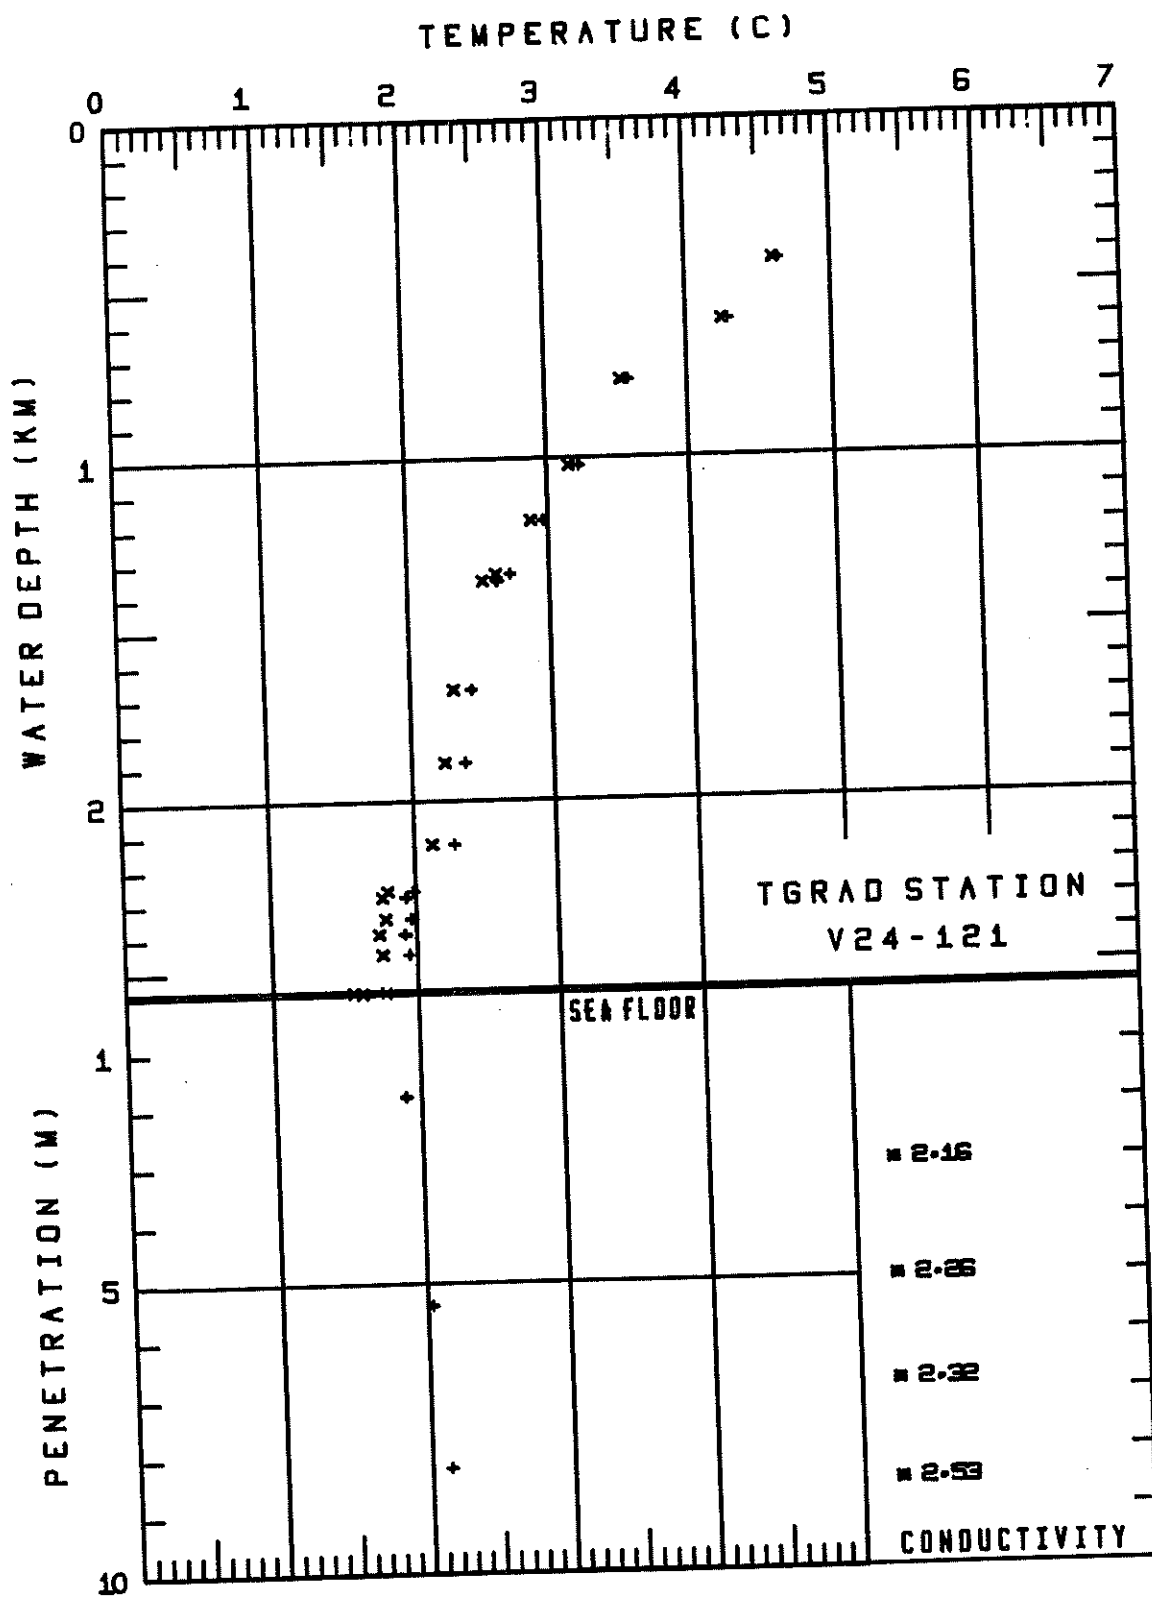 TEMPERATURE (C)
0 1 2 3 4 5 6 7
0
WATER DEPTH (KM)
1
2
TGRAD STATION
V24-121
SEA FLOOR
PENETRATION (M)
1
2.16
5
2.26
2.32
2.53
CONDUCTIVITY
10